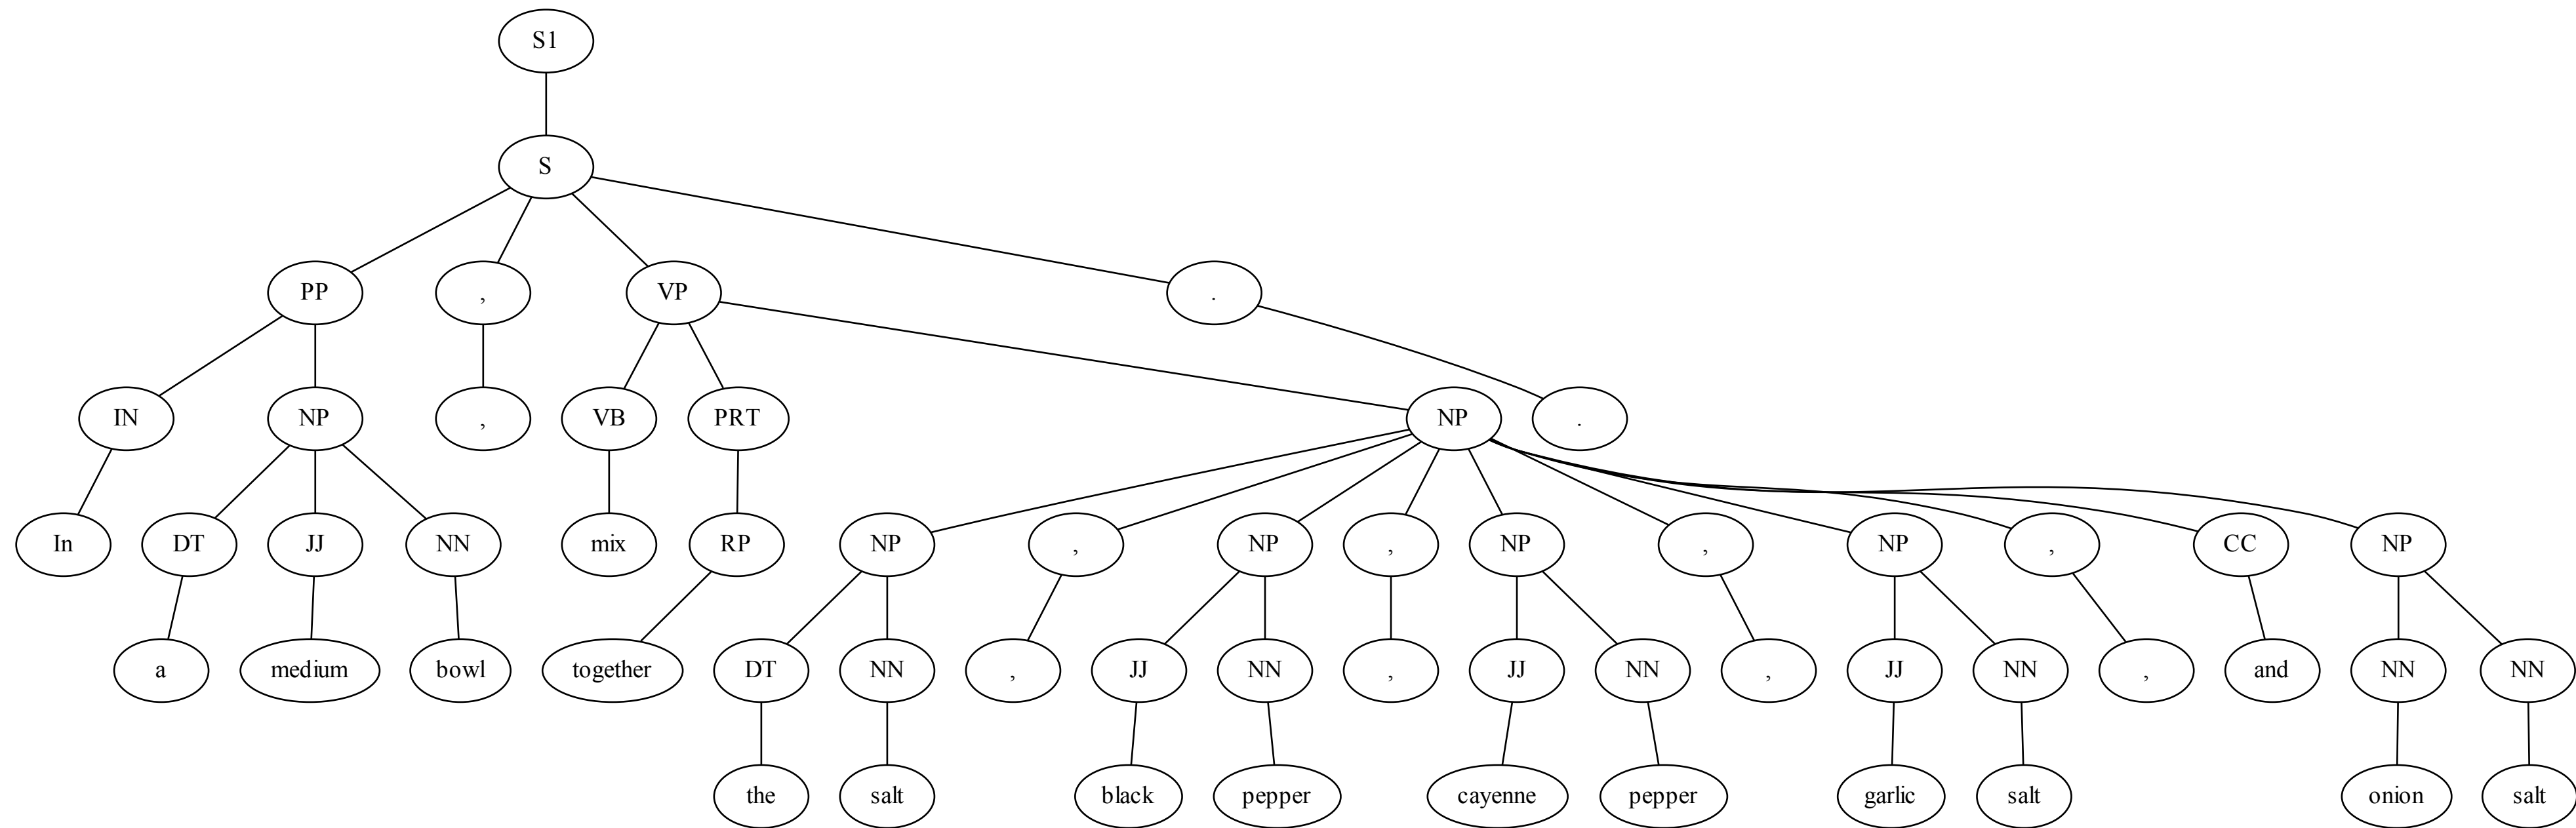 S1
S
PP , VP .
IN NP , VB PRT NP .
In DT JJ NN mix RP NP , NP , NP , NP , CC NP
a medium bowl together DT NN , JJ NN , JJ NN , JJ NN , and NN NN
the salt black pepper cayenne pepper garlic salt onion salt